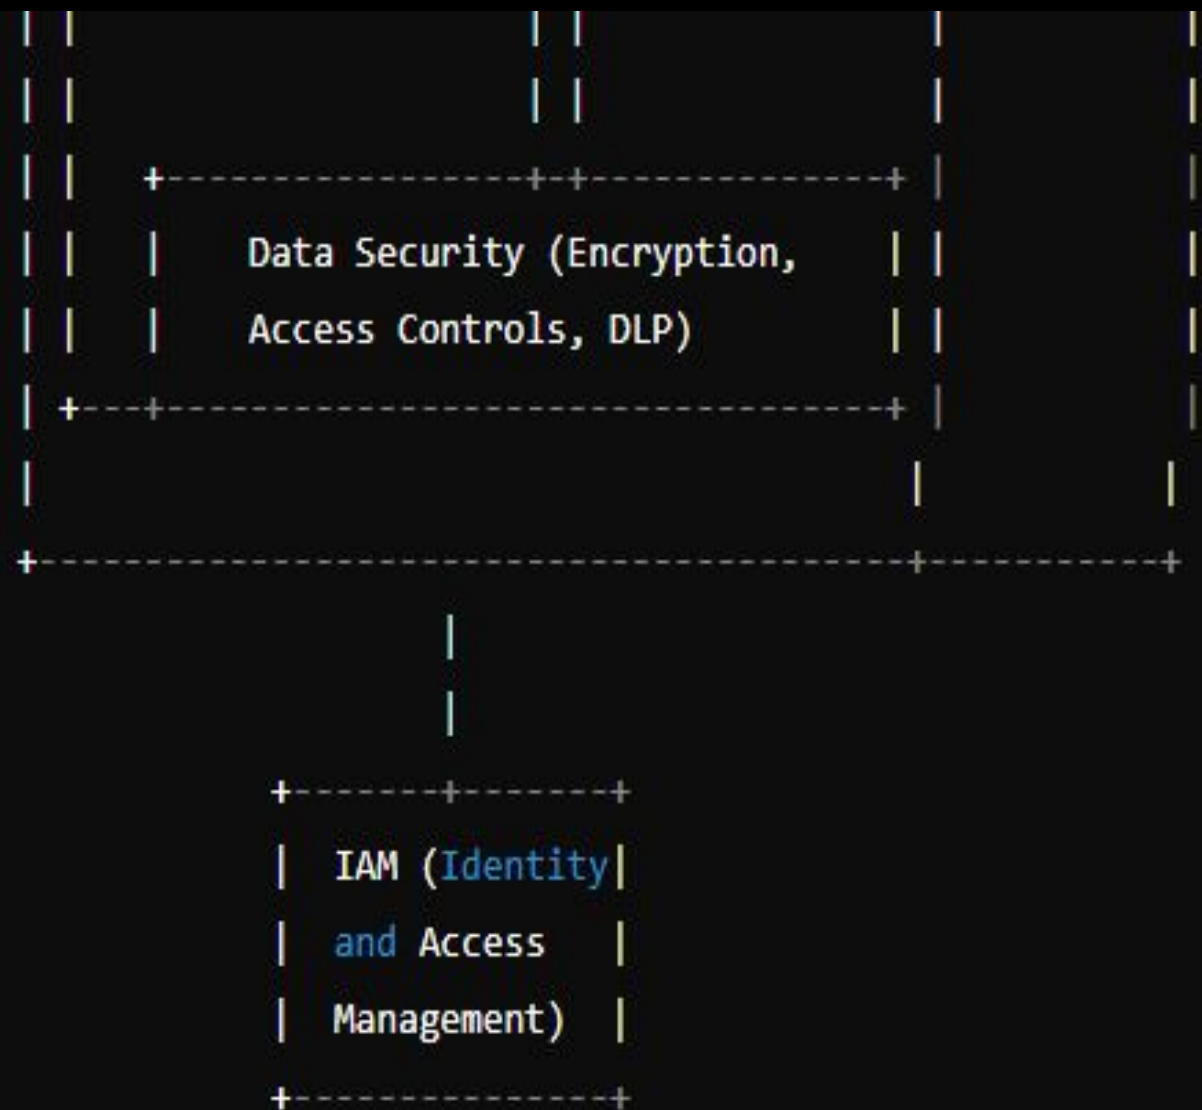 Data Security (Encryption,
Access Controls, DLP)
IAM (Identity
and Access
Management)